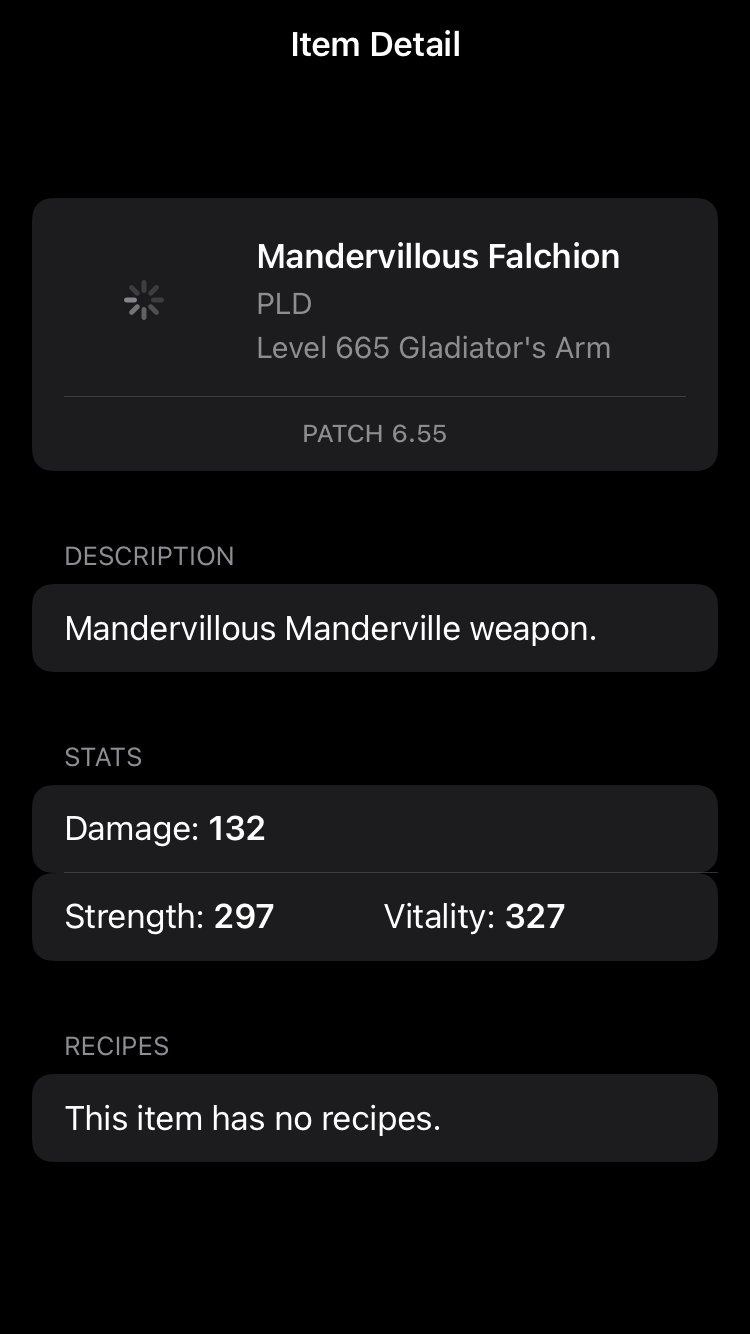 Item Detail
Mandervillous Falchion
PLD
Level 665 Gladiator's Arm
PATCH 6.55
DESCRIPTION
Mandervillous Manderville weapon.
STATS
Damage: 132
Strength: 297 Vitality: 327
RECIPES
This item has no recipes.